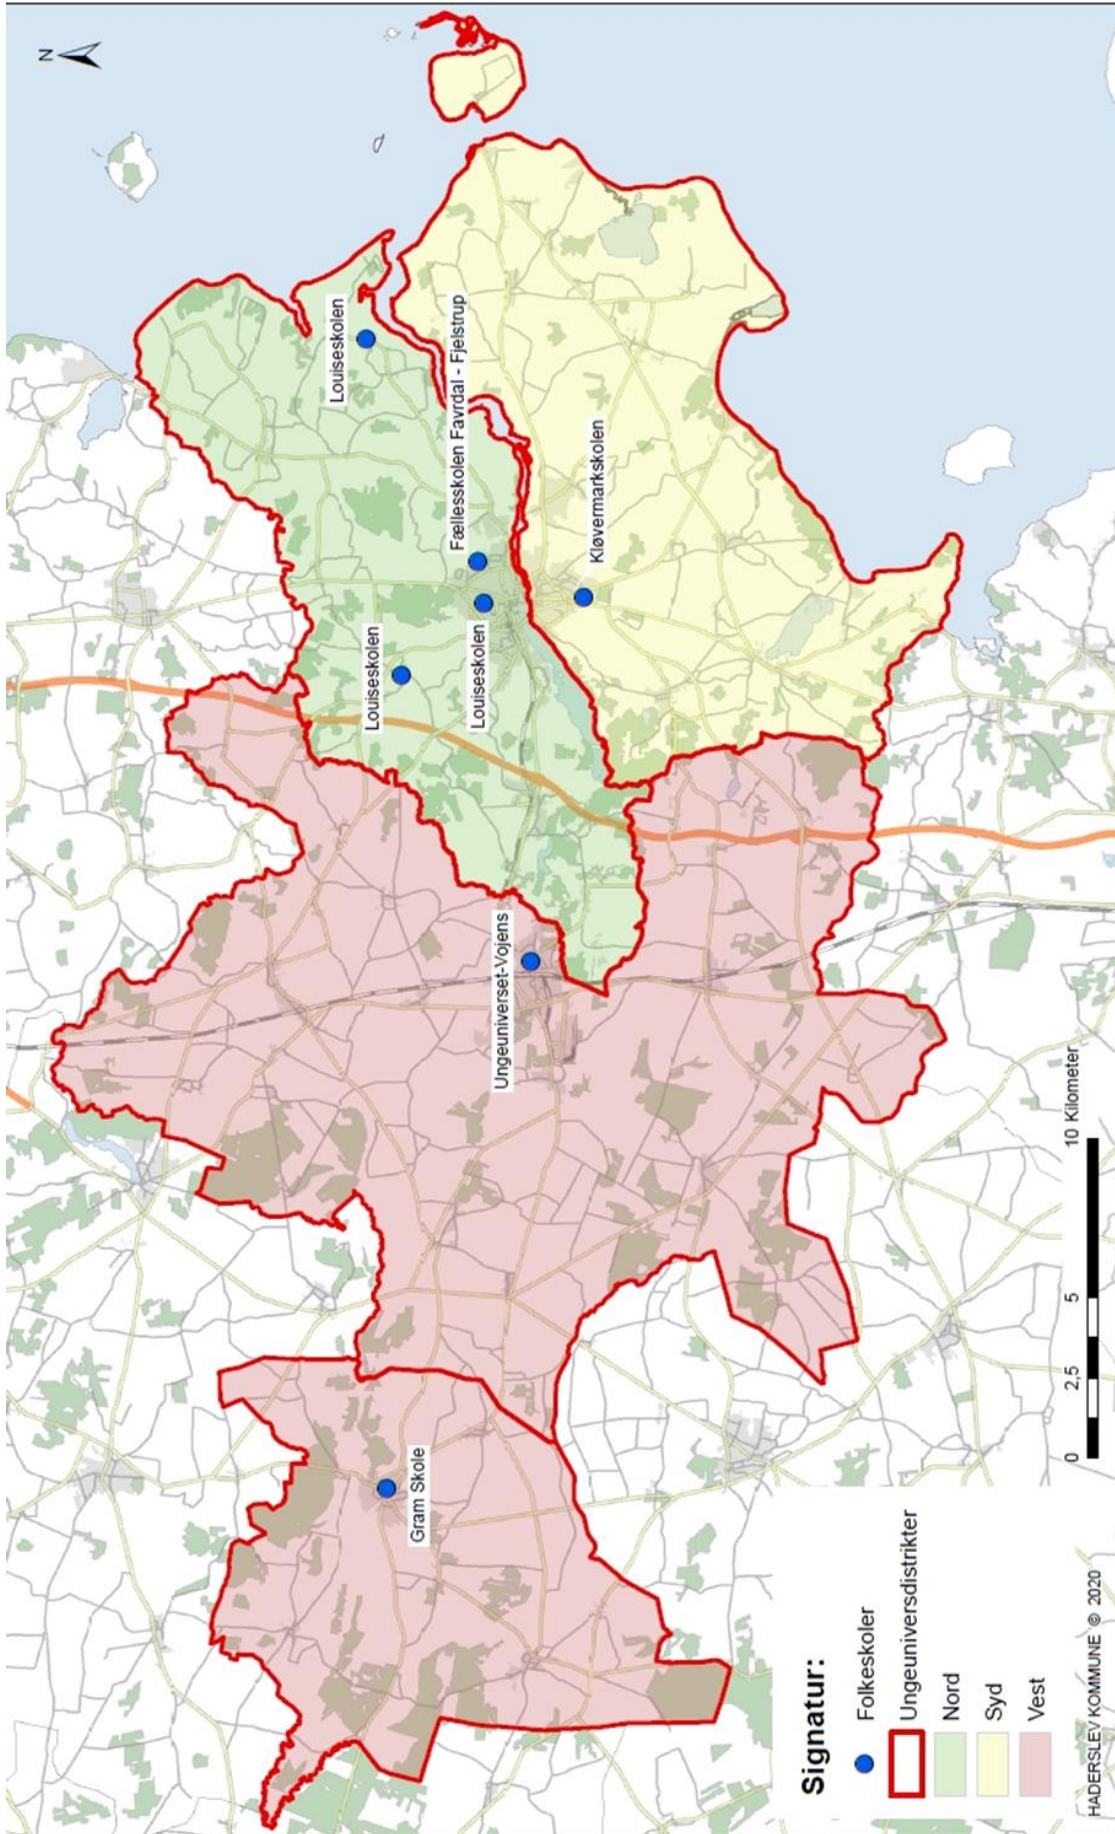 N
Louiseskolen
Fællesskolen Favrdal - Fjelstrup
Louiseskolen
Louiseskolen
Kløvermarkskolen
Ungeuniverset-Vojens
Gram Skole
Signatur:
Folkeskoler
Ungeuniversdistrikter
Nord
Syd
Vest
0 2,5 5 10 Kilometer
HADERSLEV KOMMUNE © 2020